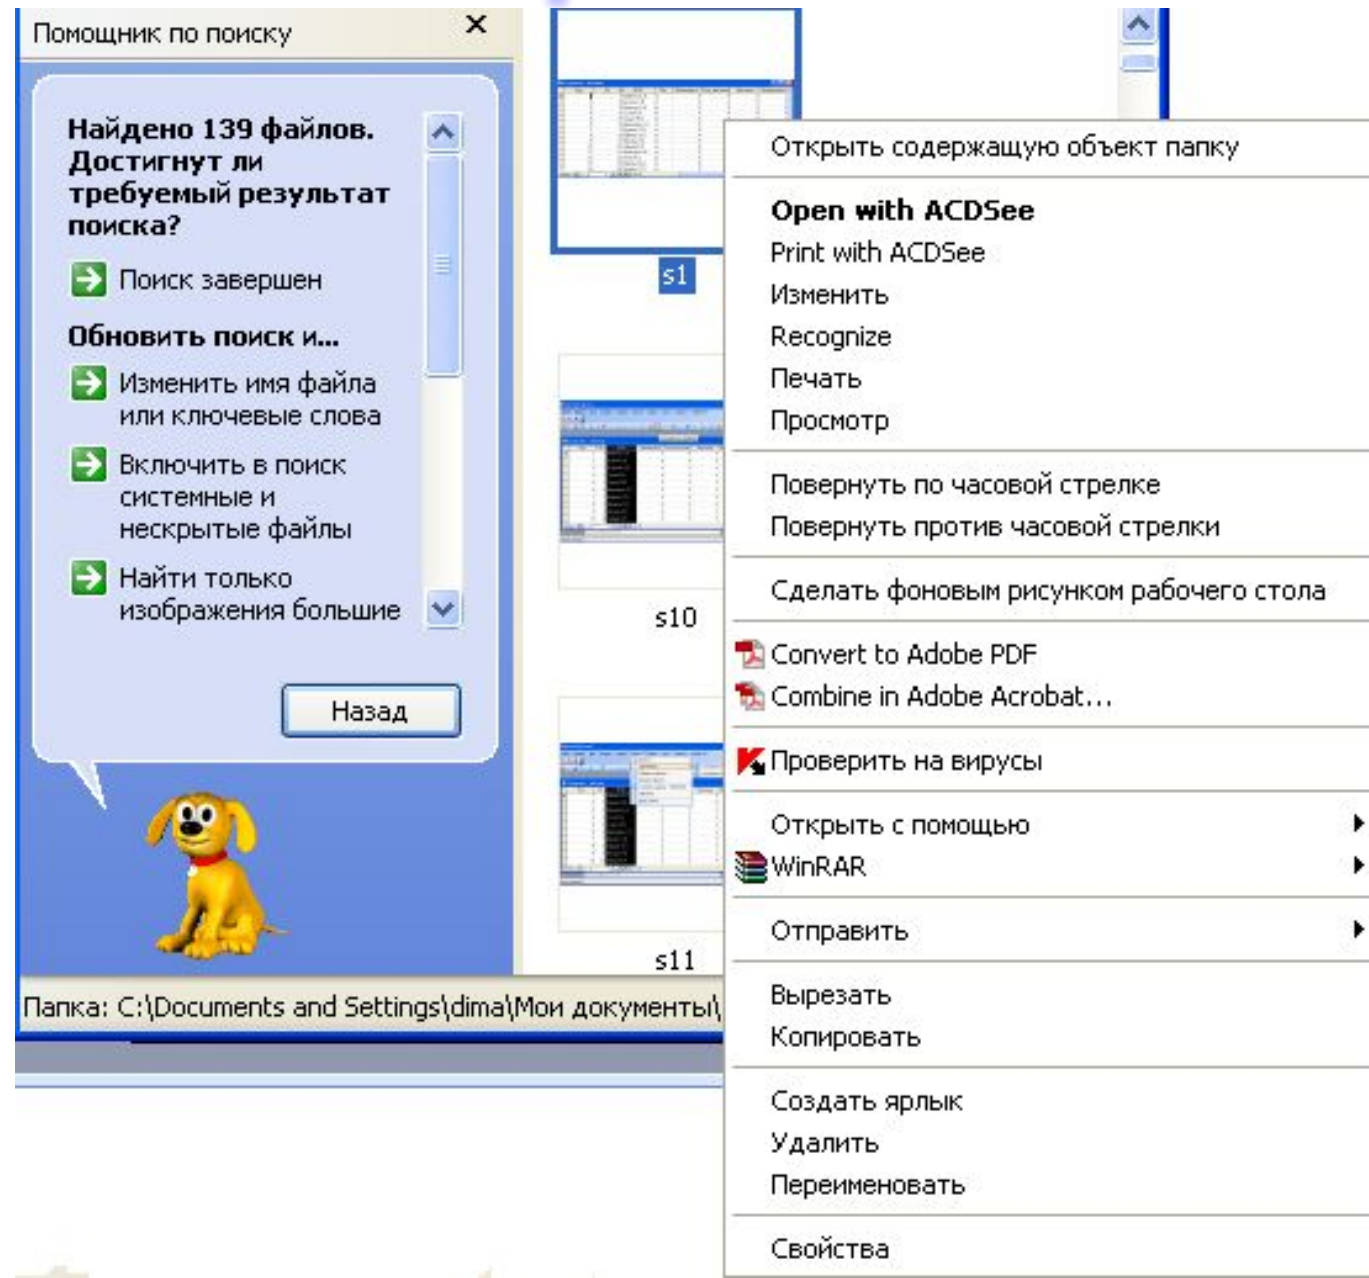 Помощник по поиску
Найдено 139 файлов.
Достигнут ли
требуемый результат
поиска?
Поиск завершен
Обновить поиск и...
Изменить имя файла
или ключевые слова
Включить в поиск
системные и
нескрытые файлы
Найти только
изображения большие
Назад
s1
s10
s11
Папка: C:\Documents and Settings\dima\Мои документы\
Открыть содержащую объект папку
Open with ACDSee
Print with ACDSee
Изменить
Recognize
Печать
Просмотр
Повернуть по часовой стрелке
Повернуть против часовой стрелки
Сделать фоновым рисунком рабочего стола
Convert to Adobe PDF
Combine in Adobe Acrobat...
Проверить на вирусы
Открыть с помощью
WinRAR
Отправить
Вырезать
Копировать
Создать ярлык
Удалить
Переименовать
Свойства